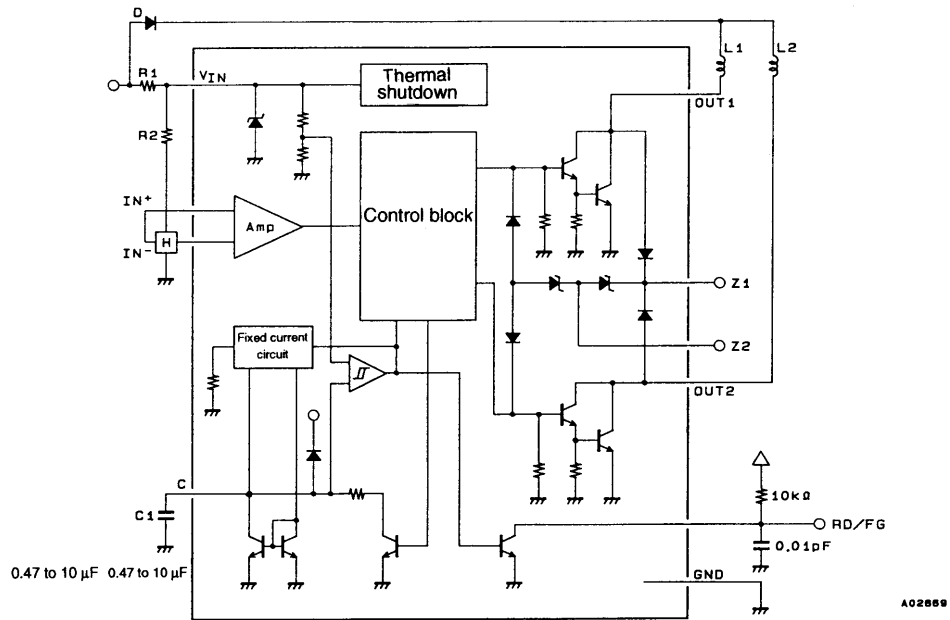 D
L1
L2
R1
VIN
Thermal
shutdown
OUT1
R2
IN+
Amp
Control block
IN-
H
Z1
Fixed current
circuit
Z2
OUT2
C
10kΩ
C1
RD/FG
0.01pF
0.47 to 10 µF 0.47 to 10 µF
GND
A02669